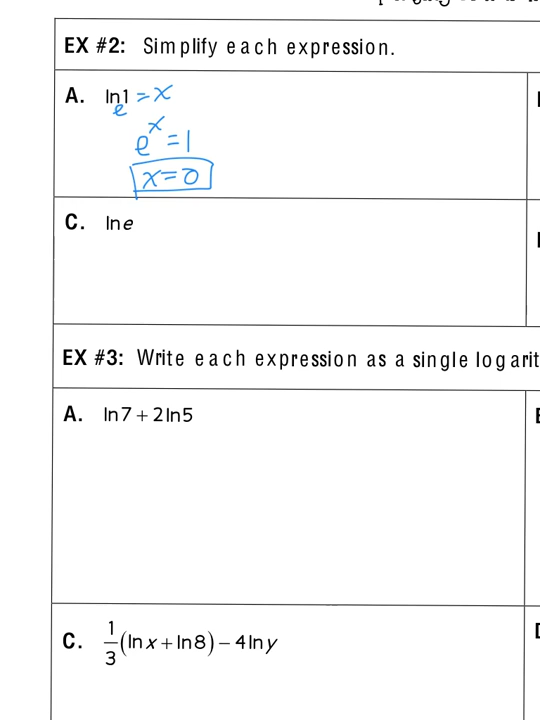 EX #2: Simplify each expression.
A. ln1 = x
e
e^x = 1
x = 0
C. lne
EX #3: Write each expression as a single
A. ln7 + 2ln5
C. 1/3(lnx + ln8) − 4lny